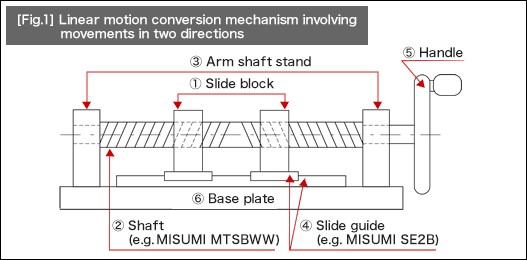 [Fig.1] Linear motion conversion mechanism involving
movements in two directions
⑤ Handle
③ Arm shaft stand
① Slide block
⑥ Base plate
② Shaft
(e.g. MISUMI MTSBWW)
④ Slide guide
(e.g. MISUMI SE2B)